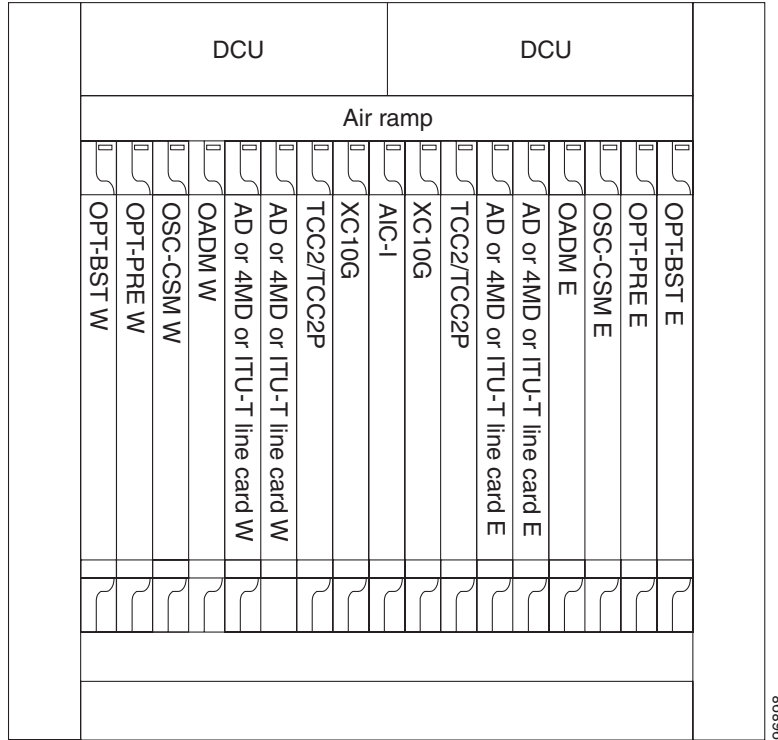 DCU
DCU
Air ramp
OPT-BST W
OPT-PRE W
OSC-CSM W
OADM W
AD or 4MD or ITU-T line card W
AD or 4MD or ITU-T line card W
TCC2/TCC2P
XC10G
AIC-I
XC10G
TCC2/TCC2P
AD or 4MD or ITU-T line card E
AD or 4MD or ITU-T line card E
OADM E
OSC-CSM E
OPT-PRE E
OPT-BST E